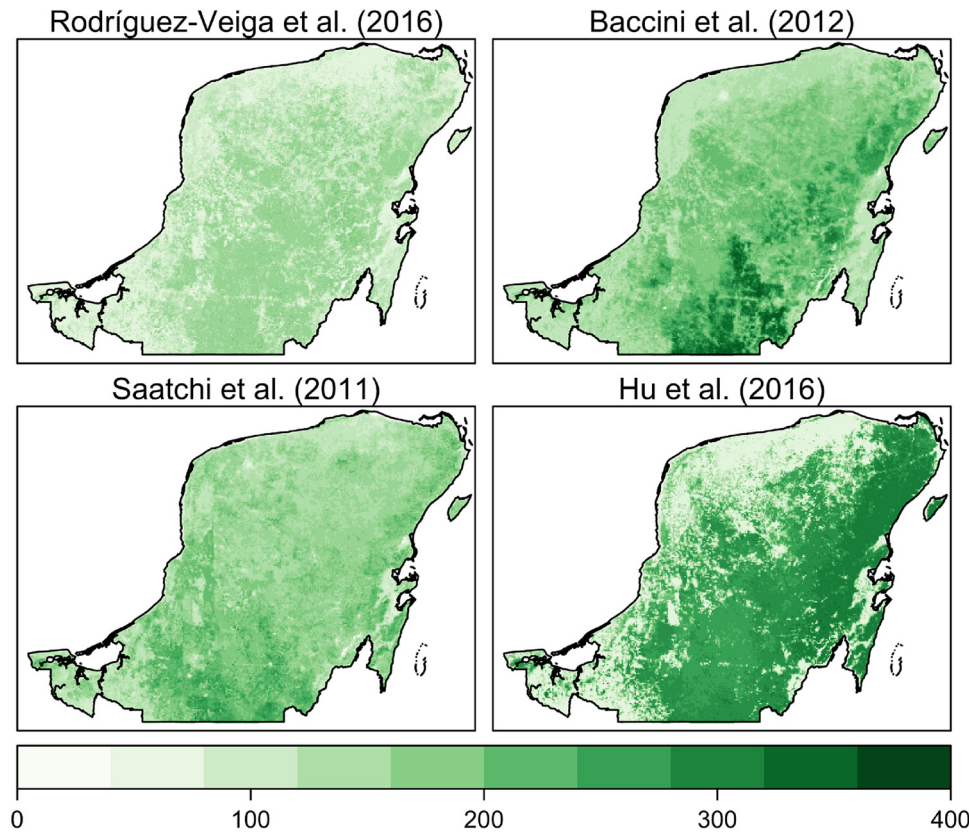 Rodríguez-Veiga et al. (2016)
Baccini et al. (2012)
Saatchi et al. (2011)
Hu et al. (2016)
0 100 200 300 400